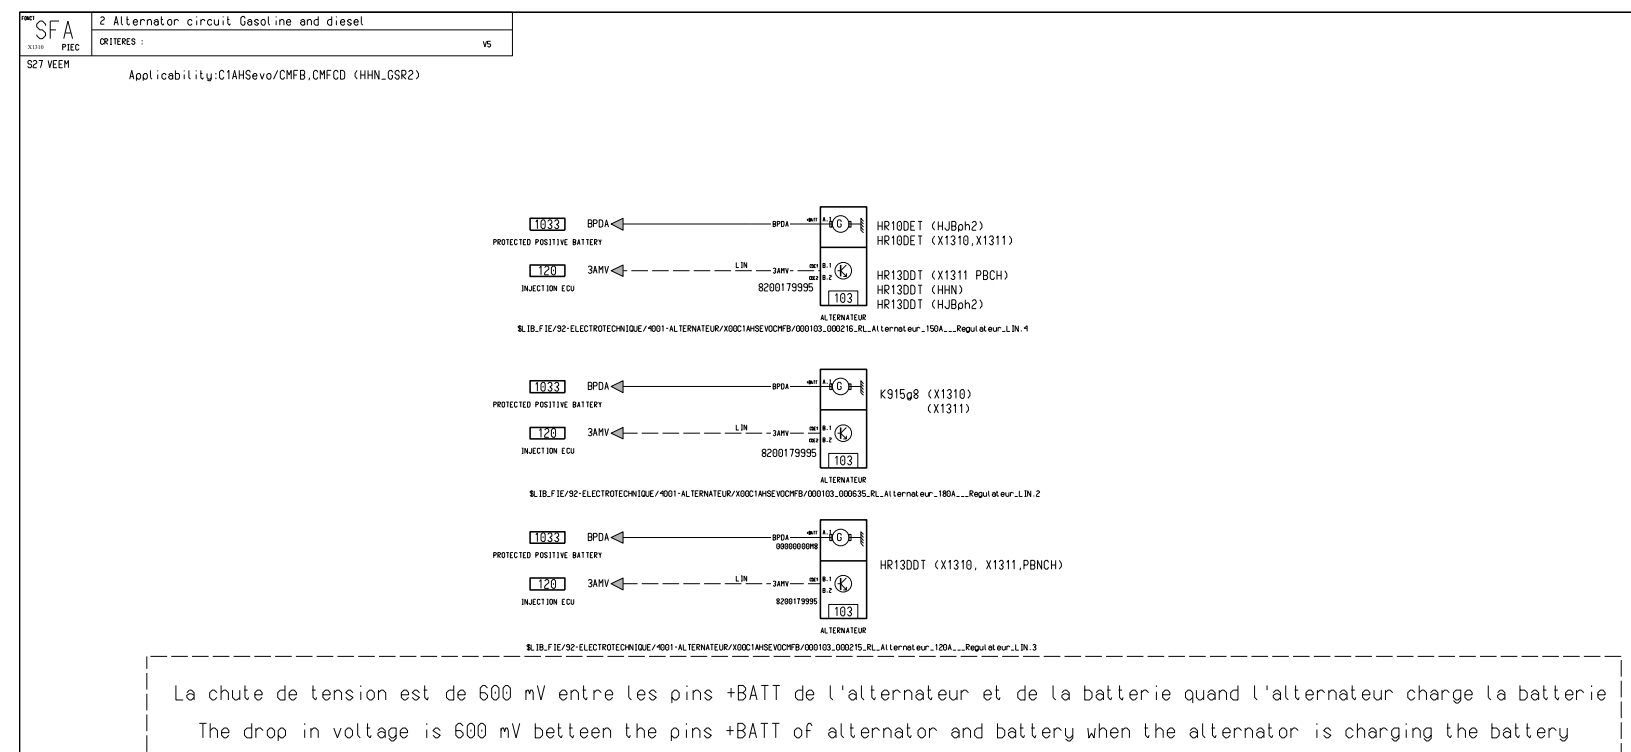 FONCT
SFA
X1310 PIEC
2 Alternator circuit Gasoline and diesel
CRITERES :
V5
S27 VEEM
Applicability:C1AHSevo/CMFB,CMFCD (HHN_GSR2)
1033 BPDA BPDA +BATT A.1 G
PROTECTED POSITIVE BATTERY
HR10DET (HJBph2)
HR10DET (X1310,X1311)
120 3AMV LIN 3AMV B.1
B.2
INJECTION ECU
8200179995
103
HR13DDT (X1311 PBCH)
HR13DDT (HHN)
HR13DDT (HJBph2)
ALTERNATEUR
$LIB_FIE/92-ELECTROTECHNIQUE/4001-ALTERNATEUR/X00C1AHSEVOCMFB/000103_000216_RL_Alternateur_150A___Regulateur_LIN.4
1033 BPDA BPDA +BATT A.1 G
PROTECTED POSITIVE BATTERY
K915g8 (X1310)
(X1311)
120 3AMV LIN 3AMV B.1
B.2
INJECTION ECU
8200179995
103
ALTERNATEUR
$LIB_FIE/92-ELECTROTECHNIQUE/4001-ALTERNATEUR/X00C1AHSEVOCMFB/000103_000635_RL_Alternateur_180A___Regulateur_LIN.2
1033 BPDA BPDA +BATT A.1 G
00000000M8
PROTECTED POSITIVE BATTERY
HR13DDT (X1310, X1311,PBNCH)
120 3AMV LIN 3AMV B.1
B.2
INJECTION ECU
8200179995
103
ALTERNATEUR
$LIB_FIE/92-ELECTROTECHNIQUE/4001-ALTERNATEUR/X00C1AHSEVOCMFB/000103_000215_RL_Alternateur_120A___Regulateur_LIN.3
La chute de tension est de 600 mV entre les pins +BATT de l'alternateur et de la batterie quand l'alternateur charge la batterie
The drop in voltage is 600 mV betteen the pins +BATT of alternator and battery when the alternator is charging the battery